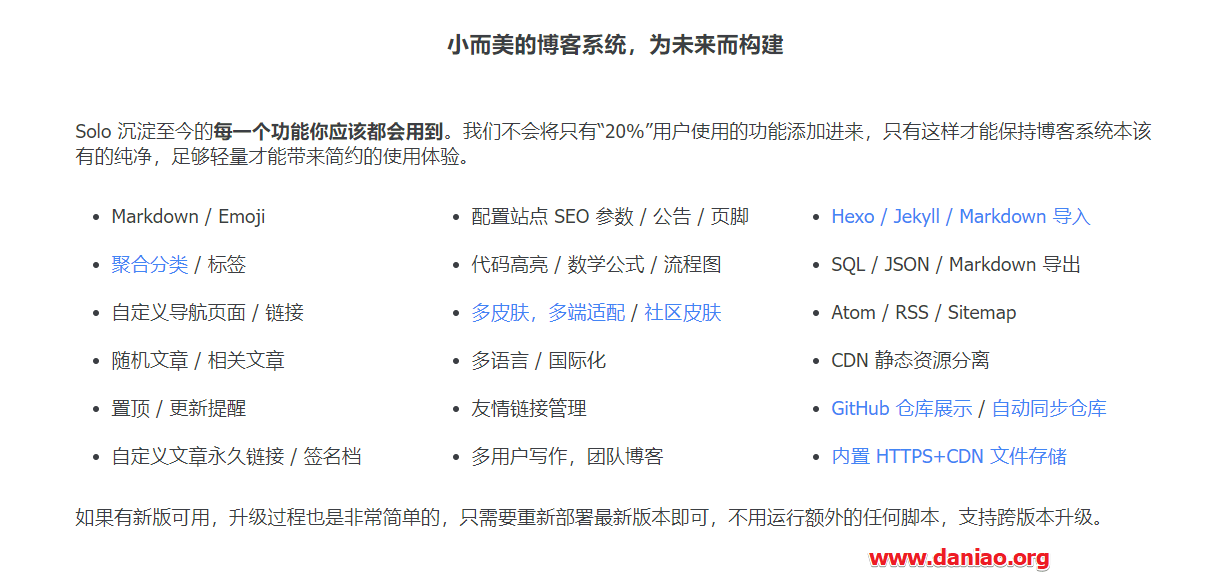 小而美的博客系统，为未来而构建
Solo 沉淀至今的每一个功能你应该都会用到。我们不会将只有“20%”用户使用的功能添加进来，只有这样才能保持博客系统本该
有的纯净，足够轻量才能带来简约的使用体验。
Markdown / Emoji
聚合分类 / 标签
自定义导航页面 / 链接
随机文章 / 相关文章
置顶 / 更新提醒
自定义文章永久链接 / 签名档
配置站点 SEO 参数 / 公告 / 页脚
代码高亮 / 数学公式 / 流程图
多皮肤，多端适配 / 社区皮肤
多语言 / 国际化
友情链接管理
多用户写作，团队博客
Hexo / Jekyll / Markdown 导入
SQL / JSON / Markdown 导出
Atom / RSS / Sitemap
CDN 静态资源分离
GitHub 仓库展示 / 自动同步仓库
内置 HTTPS+CDN 文件存储
如果有新版可用，升级过程也是非常简单的，只需要重新部署最新版本即可，不用运行额外的任何脚本，支持跨版本升级。
www.daniao.org